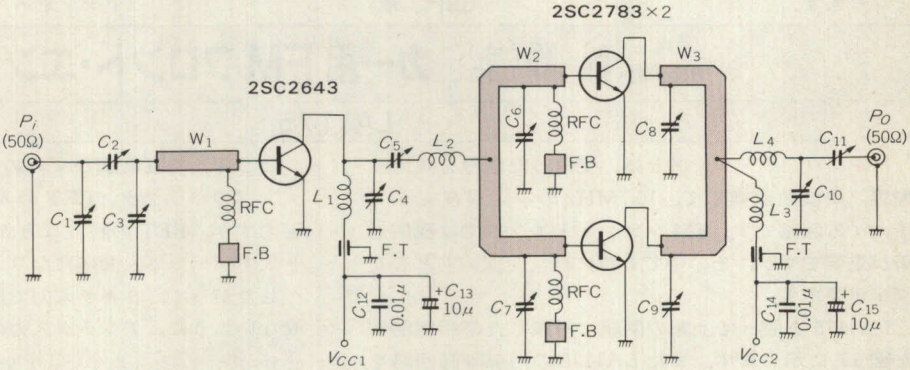 2SC2783×2
2SC2643
Pi
(50Ω)
C2
W1
C1
C3
RFC
F.B
L1
C5
L2
C4
F.T
C12
0.01μ
+C13
10μ
VCC1
W2
C6
RFC
F.B
W3
C8
C7
RFC
F.B
C9
L4
C11
Po
(50Ω)
L3
C10
F.T
C14
0.01μ
+C15
10μ
VCC2